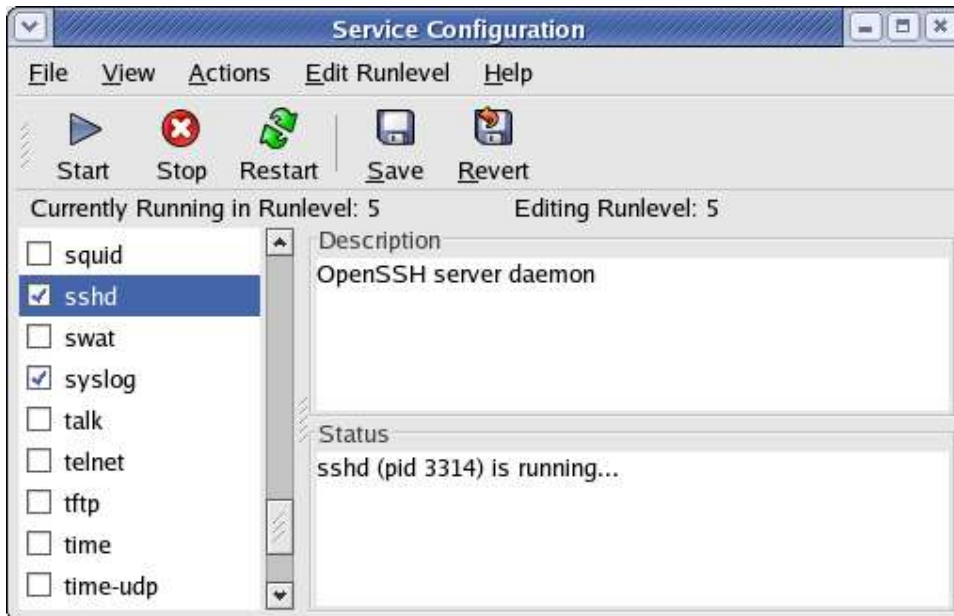 Service Configuration
File View Actions Edit Runlevel Help
Start Stop Restart Save Revert
Currently Running in Runlevel: 5 Editing Runlevel: 5
squid
sshd
swat
syslog
talk
telnet
tftp
time
time-udp
Description
OpenSSH server daemon
Status
sshd (pid 3314) is running...